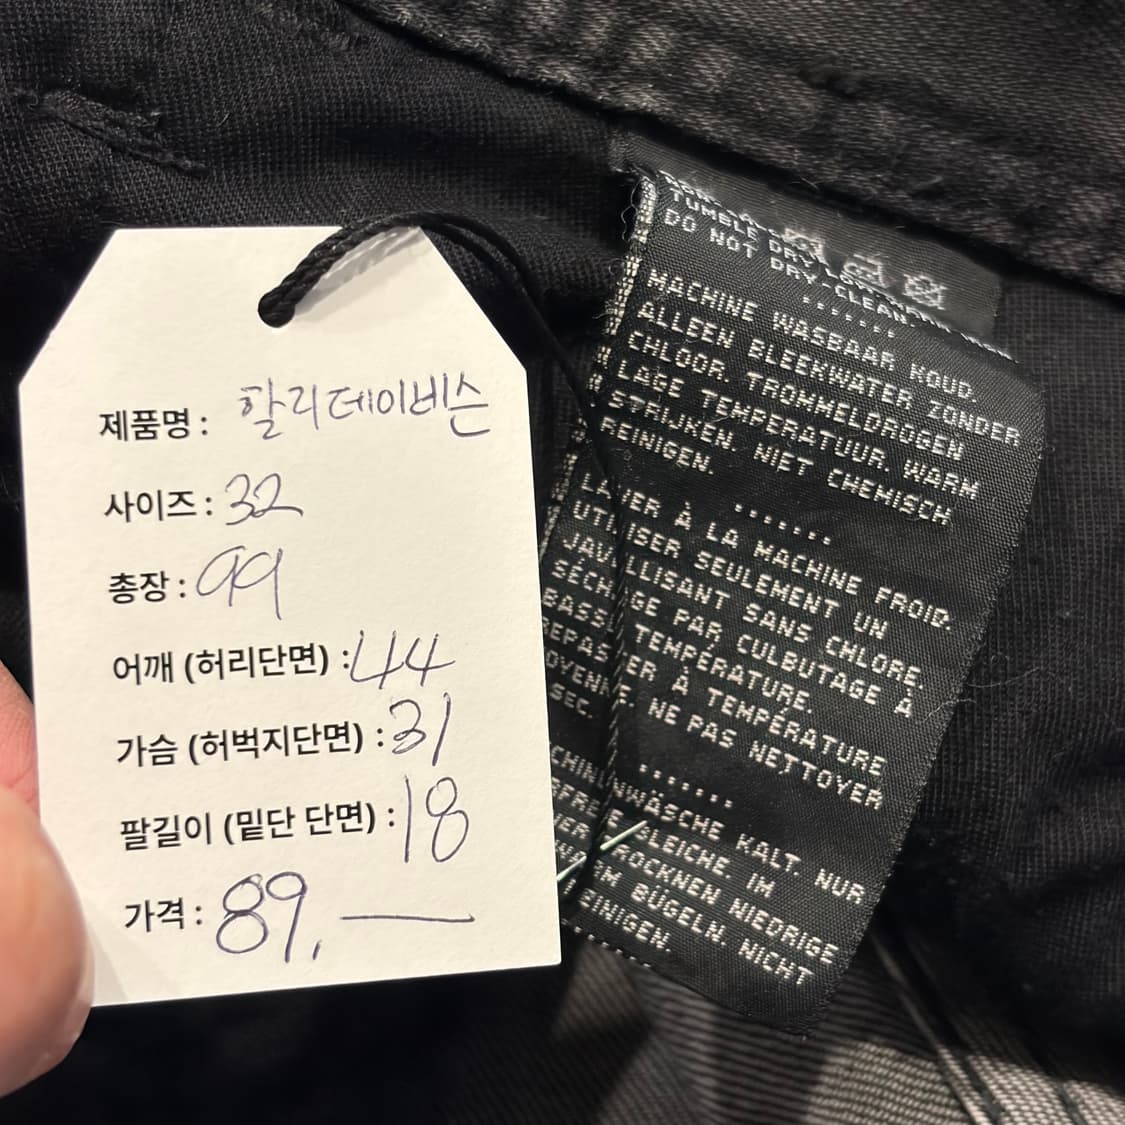 제품명 : 할리데이비슨
사이즈 : 32
총장 : 99
어깨 (허리단면) : 44
가슴 (허벅지단면) : 31
팔길이 (밑단 단면) : 18
가격 : 89,—
TUMBLE DRY LOW. WARM
DO NOT DRY-CLEAN.
.......
MACHINE WASBAAR KOUD.
ALLEEN BLEEKWATER ZONDER
CHLOOR. TROMMELDROGEN
LAGE TEMPERATUUR. WARM
STRIJKEN. NIET CHEMISCH
REINIGEN.
.......
LAVER À LA MACHINE FROID.
UTILISER SEULEMENT UN
JAVELLISANT SANS CHLORE.
SÉCHAGE PAR CULBUTAGE À
BASSE TEMPÉRATURE.
REPASSER À TEMPÉRATURE
MOYENNE. NE PAS NETTOYER
SEC.
.......
WÄSCHE KALT. NUR
BLEICHE. IM
TROCKNEN NIEDRIGE
BÜGELN. NICHT
REINIGEN.